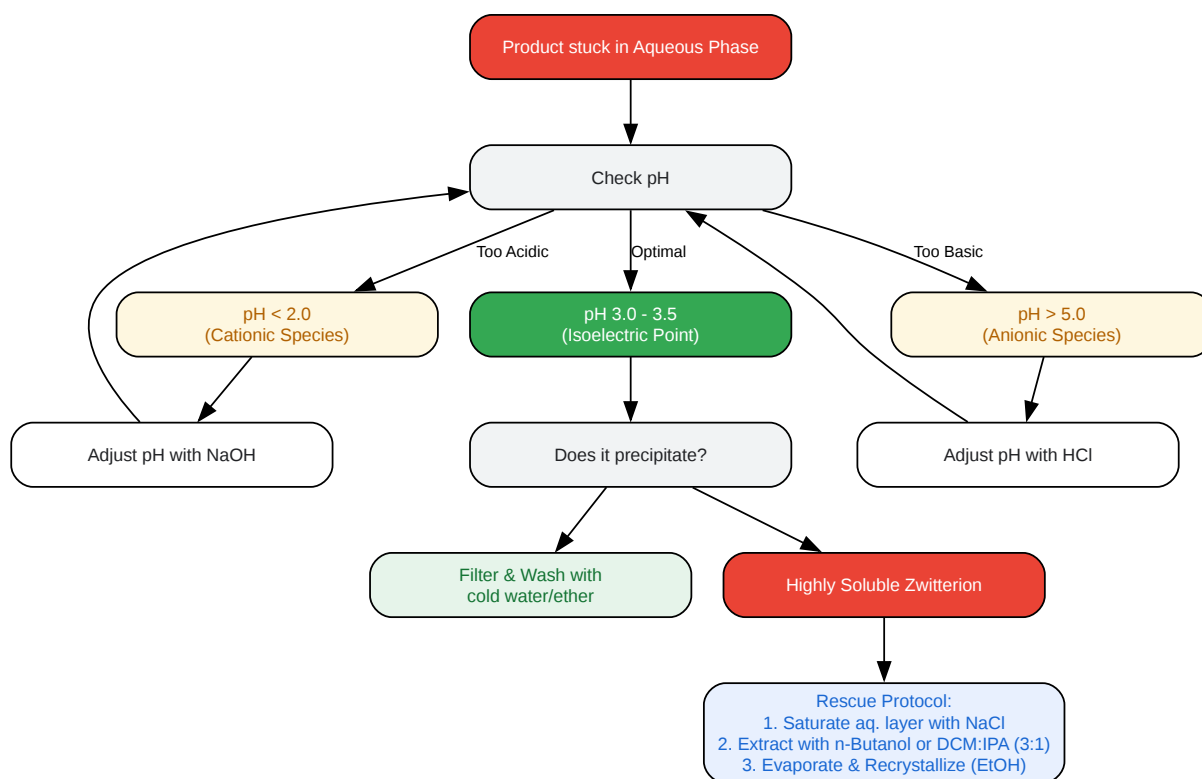 Product stuck in Aqueous Phase
Check pH
Too Acidic
Optimal
Too Basic
pH < 2.0
(Cationic Species)
pH 3.0 - 3.5
(Isoelectric Point)
pH > 5.0
(Anionic Species)
Adjust pH with NaOH
Does it precipitate?
Adjust pH with HCl
Filter & Wash with
cold water/ether
Highly Soluble Zwitterion
Rescue Protocol:
1. Saturate aq. layer with NaCl
2. Extract with n-Butanol or DCM:IPA (3:1)
3. Evaporate & Recrystallize (EtOH)